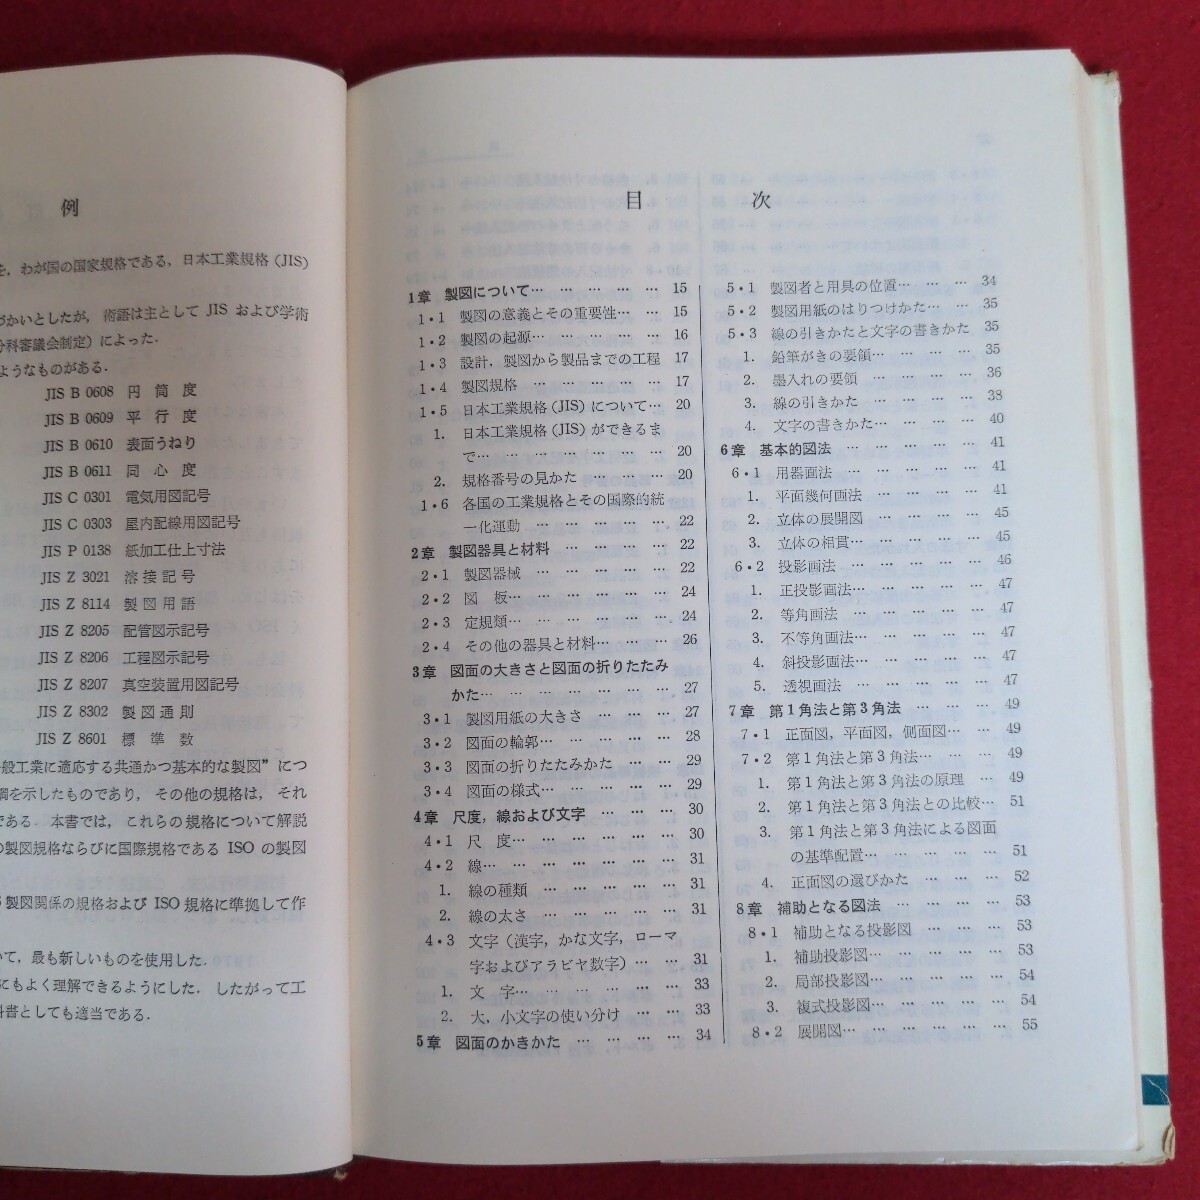 例
わが国の国家規格である，日本工業規格（JIS）
づかいとしたが，術語は主として JIS および学術
分科審議会制定）によった．
ようなものがある．
JIS B 0608 円筒度
JIS B 0609 平行度
JIS B 0610 表面うねり
JIS B 0611 同心度
JIS C 0301 電気用図記号
JIS C 0303 屋内配線用図記号
JIS P 0138 紙加工仕上寸法
JIS Z 3021 溶接記号
JIS Z 8114 製図用語
JIS Z 8205 配管図示記号
JIS Z 8206 工程図示記号
JIS Z 8207 真空装置用図記号
JIS Z 8302 製図通則
JIS Z 8601 標準数
般工業に適応する共通かつ基本的な製図”につ
綱を示したものであり，その他の規格は，それ
である．本書では，これらの規格について解説
の製図規格ならびに国際規格である ISO の製図
製図関係の規格および ISO 規格に準拠して作
いて，最も新しいものを使用した．
にもよく理解できるようにした．したがって工
科書としても適当である．
目次
1章 製図について… … … … … 15
1・1 製図の意義とその重要性… … 15
1・2 製図の起源… … … … … 16
1・3 設計，製図から製品までの工程 17
1・4 製図規格 … … … … … 17
1・5 日本工業規格（JIS）について… 20
1. 日本工業規格（JIS）ができるま
で… … … … … … … … 20
2. 規格番号の見かた … … … 20
1・6 各国の工業規格とその国際的統
一化運動 … … … … … 22
2章 製図器具と材料 … … … … 22
2・1 製図器械 … … … … … 22
2・2 図板… … … … … … 24
2・3 定規類… … … … … … 24
2・4 その他の器具と材料… … … 26
3章 図面の大きさと図面の折りたたみ
かた… … … … … … … 27
3・1 製図用紙の大きさ … … … 27
3・2 図面の輪郭… … … … … 28
3・3 図面の折りたたみかた … … 29
3・4 図面の様式… … … … … 29
4章 尺度，線および文字 … … … 30
4・1 尺度… … … … … … 30
4・2 線… … … … … … … 31
1. 線の種類 … … … … … 31
2. 線の太さ … … … … … 31
4・3 文字（漢字，かな文字，ローマ
字およびアラビヤ数字）… … … 31
1. 文字… … … … … … 33
2. 大，小文字の使い分け … … 33
5章 図面のかきかた … … … … 34
5・1 製図者と用具の位置… … … 34
5・2 製図用紙のはりつけかた… … 35
5・3 線の引きかたと文字の書きかた 35
1. 鉛筆がきの要領… … … … 35
2. 墨入れの要領 … … … … 36
3. 線の引きかた … … … … 38
4. 文字の書きかた… … … … 40
6章 基本的図法 … … … … … 41
6・1 用器画法 … … … … … 41
1. 平面幾何画法 … … … … 41
2. 立体の展開図 … … … … 45
3. 立体の相貫… … … … … 45
6・2 投影画法 … … … … … 46
1. 正投影画法… … … … … 47
2. 等角画法 … … … … … 47
3. 不等角画法… … … … … 47
4. 斜投影画法… … … … … 47
5. 透視画法 … … … … … 47
7章 第1角法と第3角法 … … … 49
7・1 正面図，平面図，側面図… … 49
7・2 第1角法と第3角法… … … 49
1. 第1角法と第3角法の原理 … 49
2. 第1角法と第3角法との比較… 51
3. 第1角法と第3角法による図面
の基準配置… … … … … 51
4. 正面図の選びかた … … … 52
8章 補助となる図法 … … … … 53
8・1 補助となる投影図 … … … 53
1. 補助投影図… … … … … 53
2. 局部投影図… … … … … 54
3. 複式投影図… … … … … 54
8・2 展開図… … … … … … 55